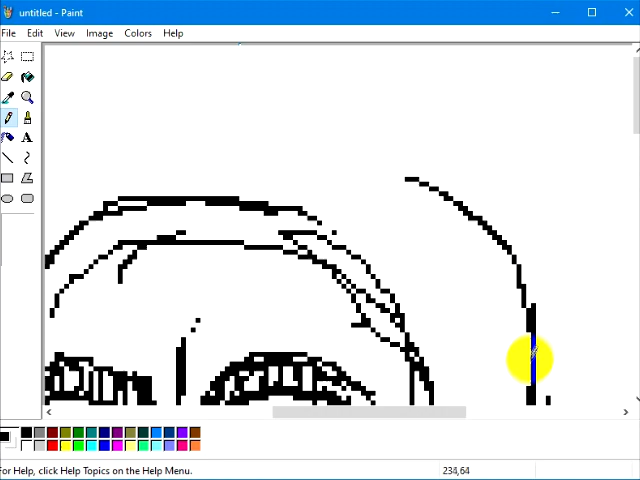 untitled - Paint
File Edit View Image Colors Help
A
For Help, click Help Topics on the Help Menu.
234,64